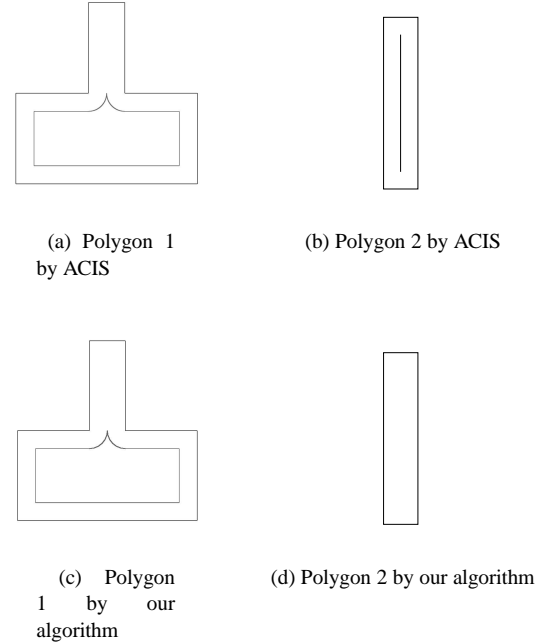 (a) Polygon 1
by ACIS
(b) Polygon 2 by ACIS
(c) Polygon
1 by our
algorithm
(d) Polygon 2 by our algorithm